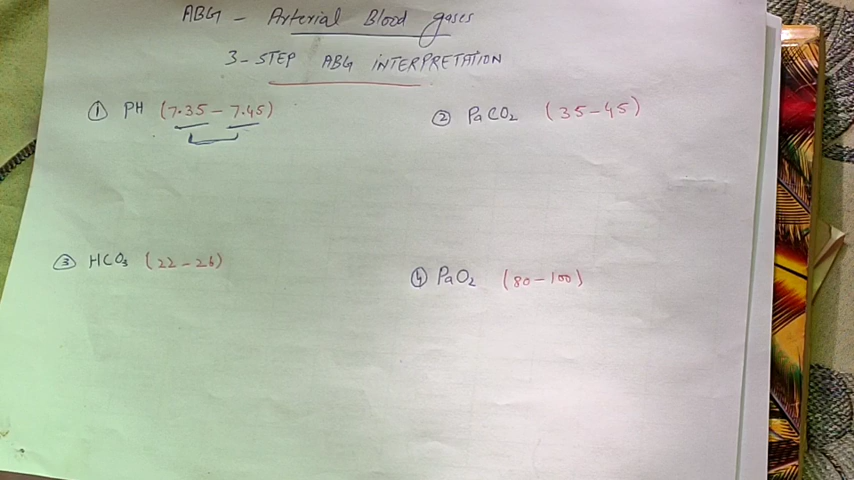 ABG - Arterial Blood gases
3-STEP ABG INTERPRETATION
① PH (7.35 - 7.45)
② PaCO₂ (35-45)
③ HCO₃ (22-26)
④ PaO₂ (80-100)